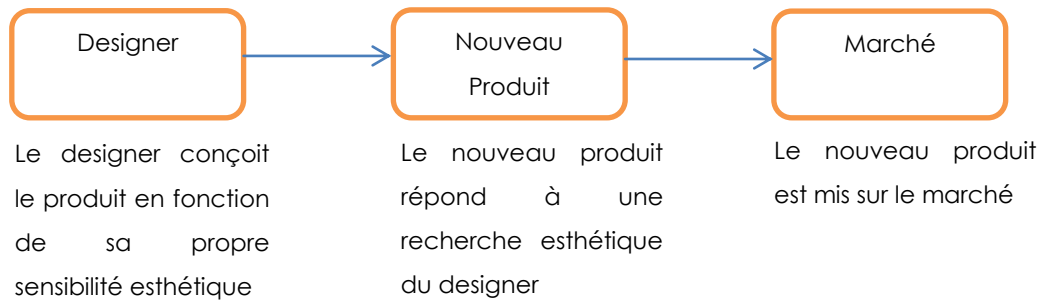 Designer
Nouveau
Produit
Marché
Le designer conçoit
le produit en fonction
de sa propre
sensibilité esthétique
Le nouveau produit
répond à une
recherche esthétique
du designer
Le nouveau produit
est mis sur le marché